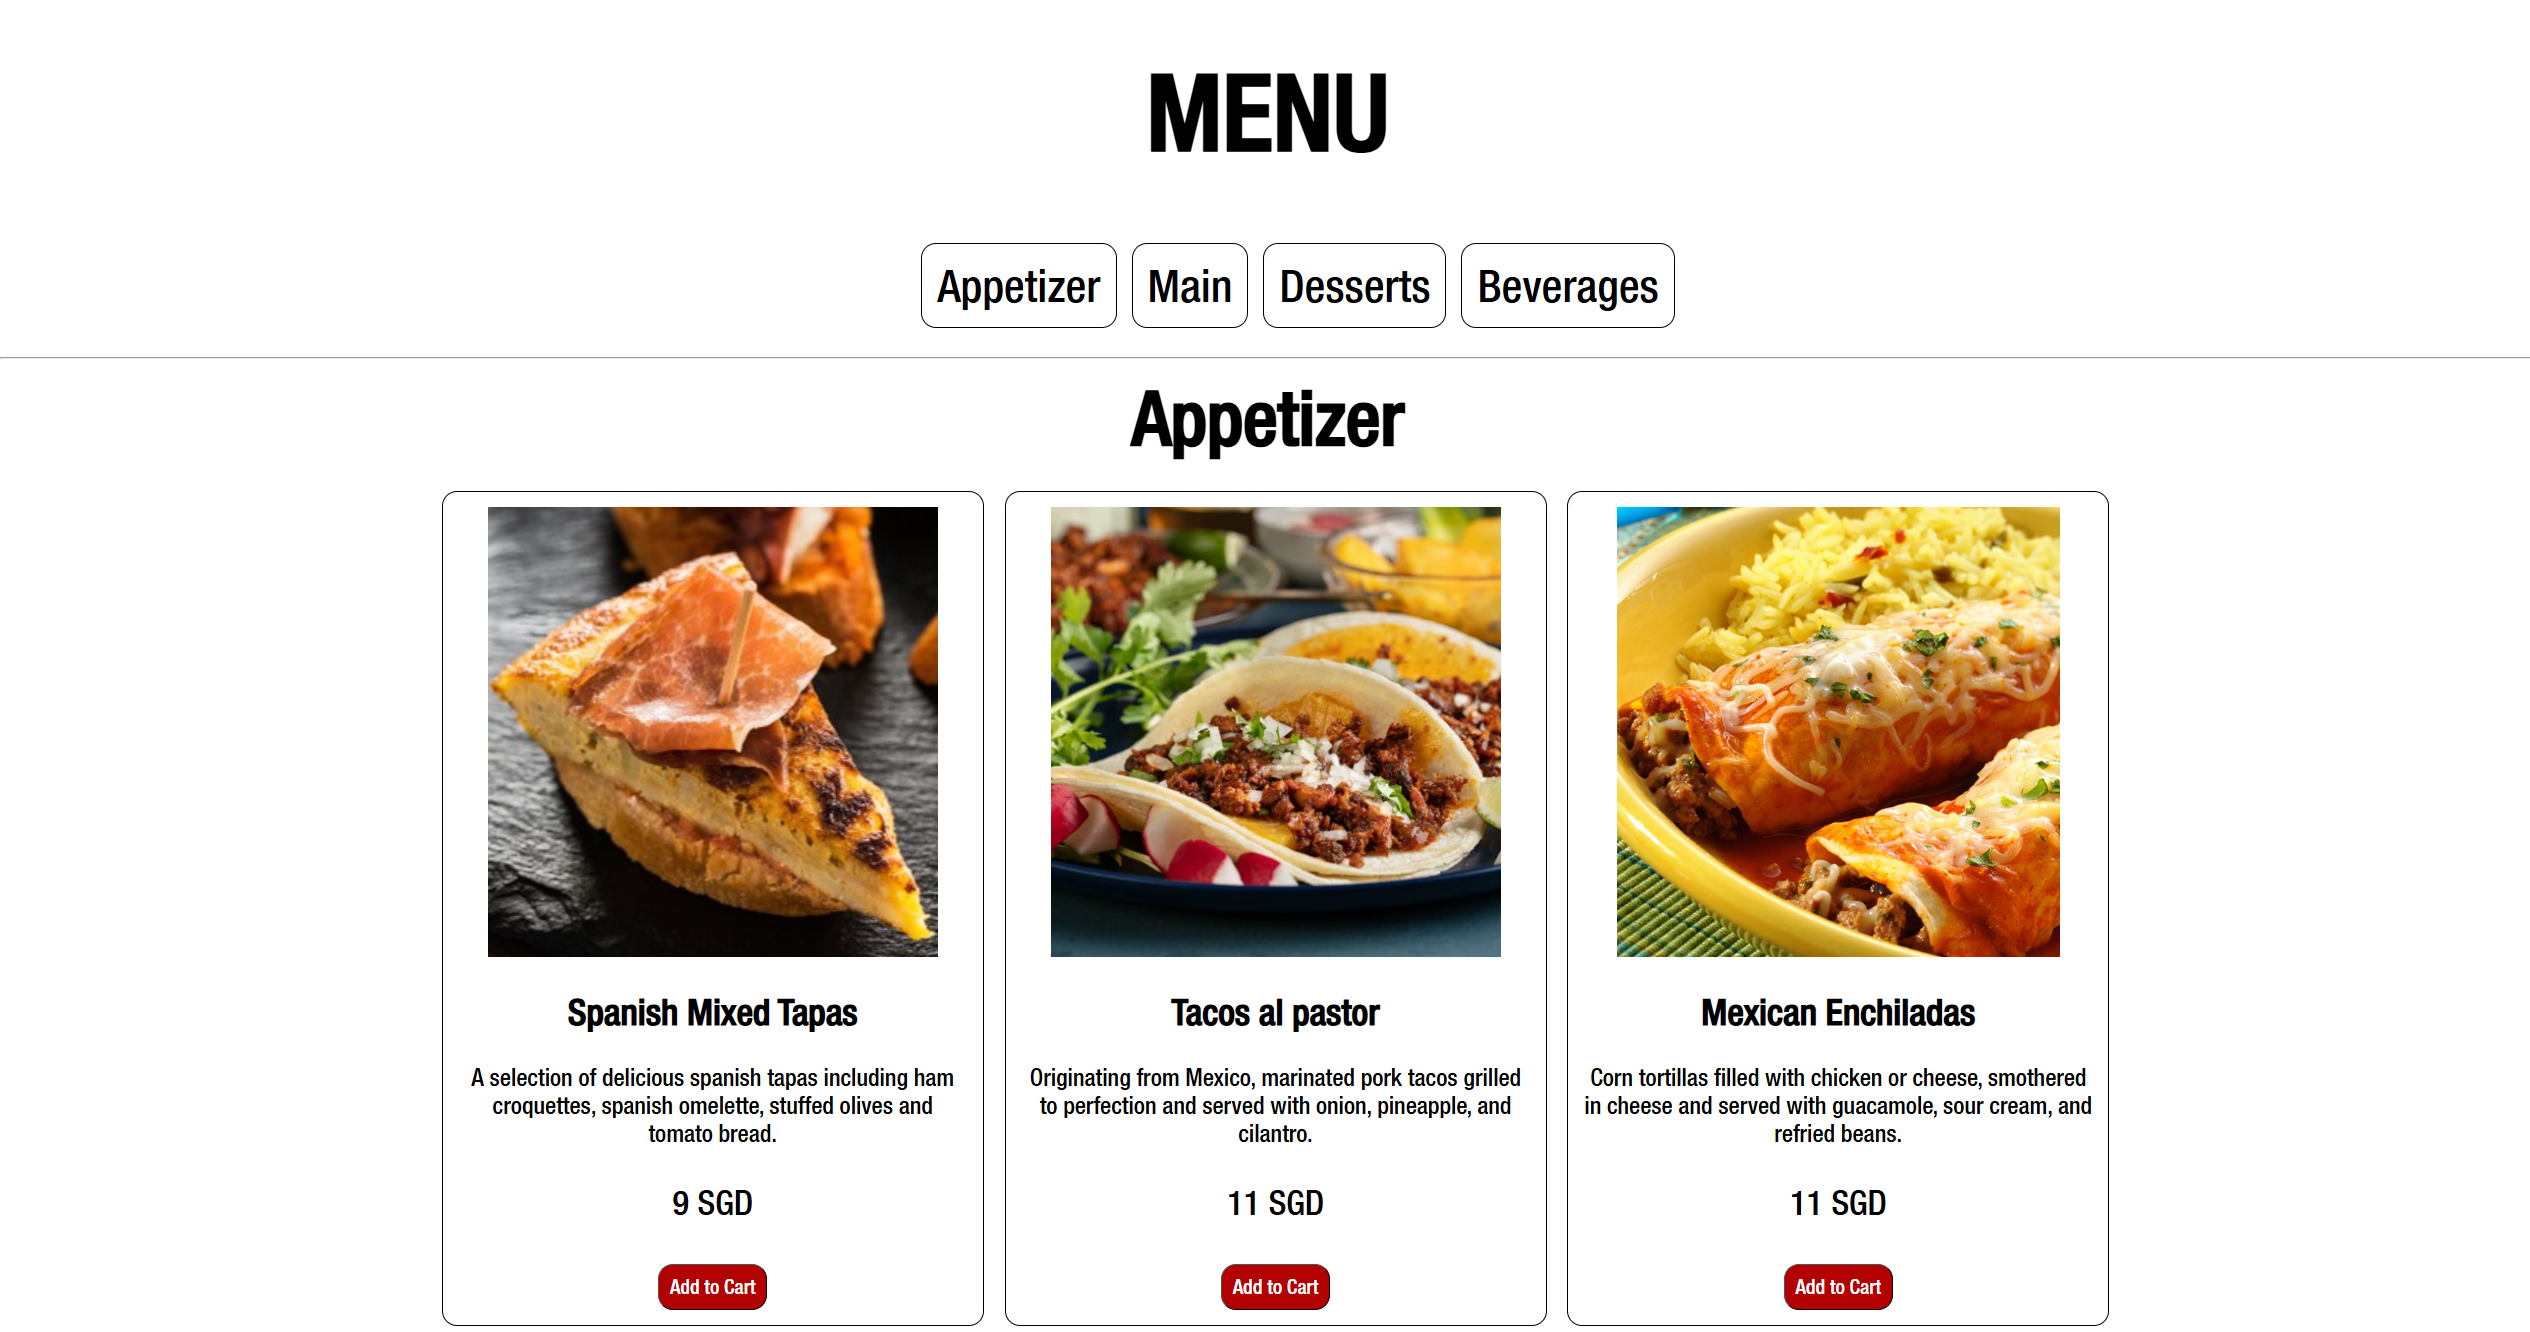 MENU
Appetizer Main Desserts Beverages
Appetizer
Spanish Mixed Tapas
A selection of delicious spanish tapas including ham
croquettes, spanish omelette, stuffed olives and
tomato bread.
9 SGD
Add to Cart
Tacos al pastor
Originating from Mexico, marinated pork tacos grilled
to perfection and served with onion, pineapple, and
cilantro.
11 SGD
Add to Cart
Mexican Enchiladas
Corn tortillas filled with chicken or cheese, smothered
in cheese and served with guacamole, sour cream, and
refried beans.
11 SGD
Add to Cart